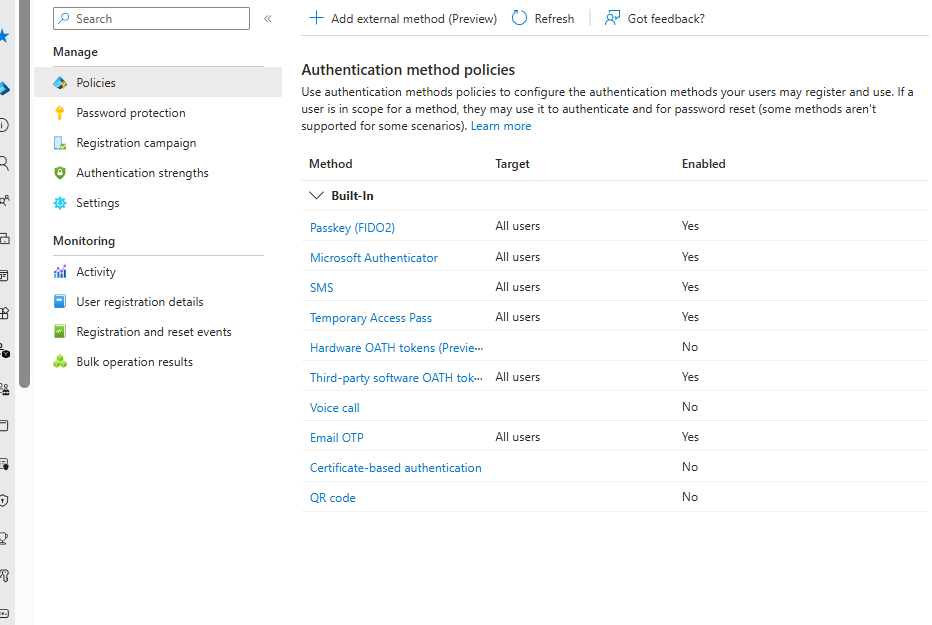 Search
Manage
Policies
Password protection
Registration campaign
Authentication strengths
Settings
Monitoring
Activity
User registration details
Registration and reset events
Bulk operation results
Add external method (Preview) Refresh Got feedback?
Authentication method policies
Use authentication methods policies to configure the authentication methods your users may register and use. If a
user is in scope for a method, they may use it to authenticate and for password reset (some methods aren't
supported for some scenarios). Learn more
Method Target Enabled
Built-In
Passkey (FIDO2) All users Yes
Microsoft Authenticator All users Yes
SMS All users Yes
Temporary Access Pass All users Yes
Hardware OATH tokens (Previe... No
Third-party software OATH tok... All users Yes
Voice call No
Email OTP All users Yes
Certificate-based authentication No
QR code No